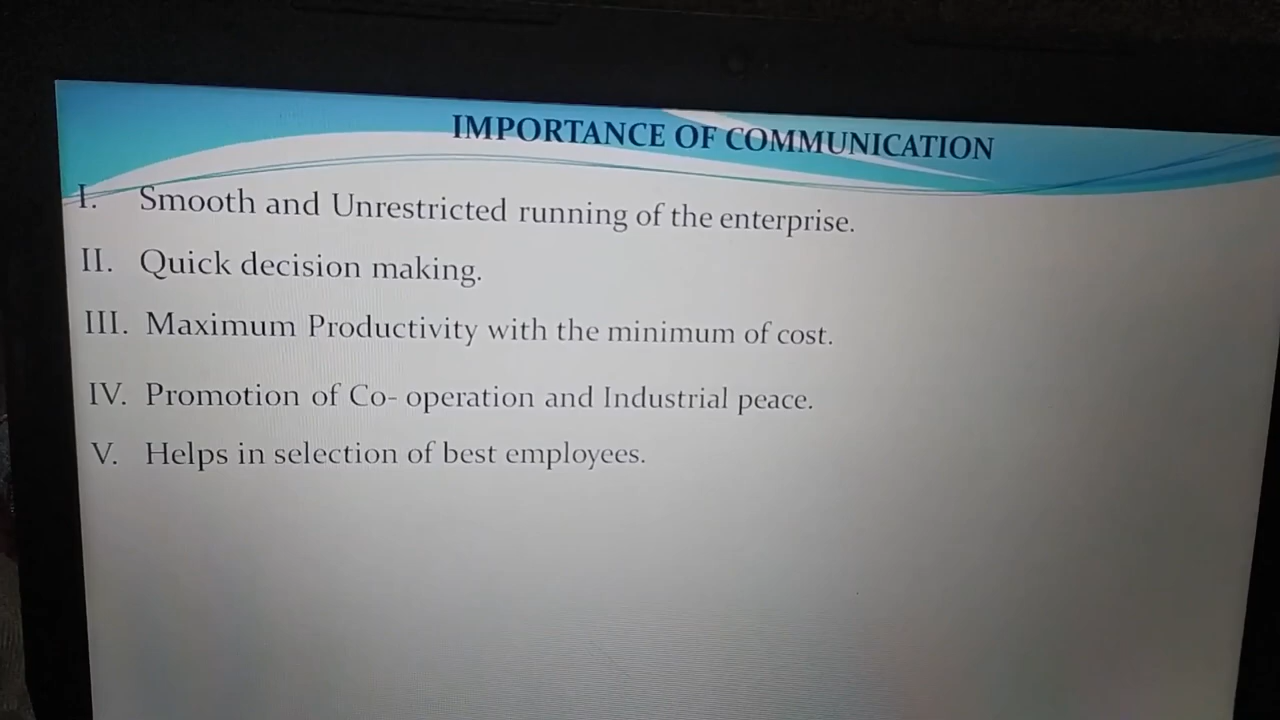 IMPORTANCE OF COMMUNICATION
I. Smooth and Unrestricted running of the enterprise.
II. Quick decision making.
III. Maximum Productivity with the minimum of cost.
IV. Promotion of Co- operation and Industrial peace.
V. Helps in selection of best employees.